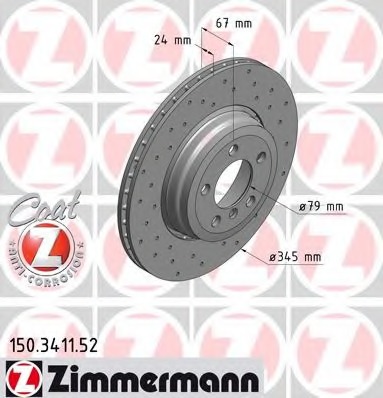 67 mm
24 mm
ø79 mm
ø345 mm
Coat
Z
ANTI-CORROSION
150.3411.52
Z Zimmermann